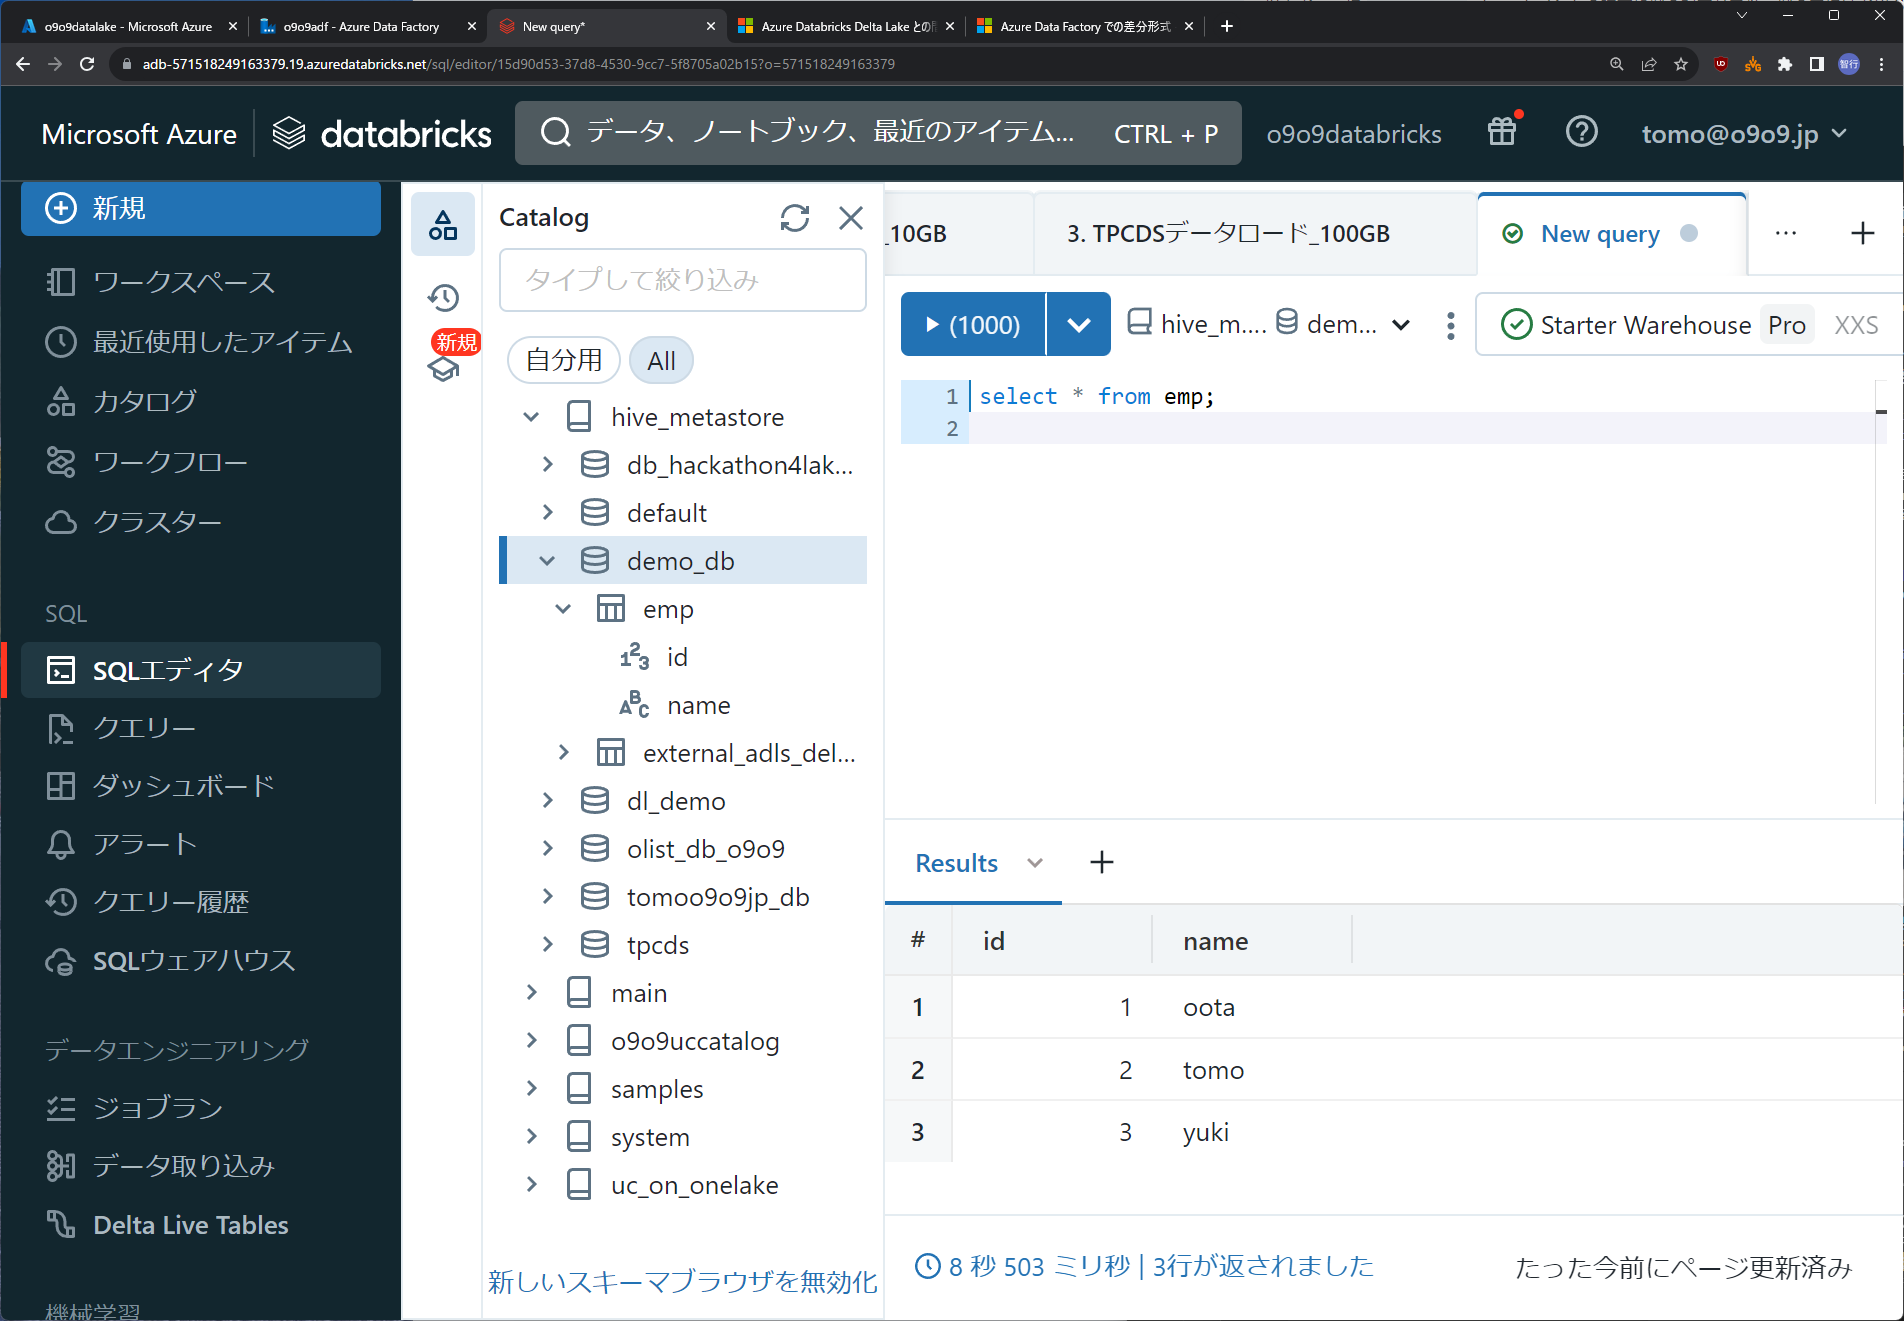 o9o9datalake - Microsoft Azure
o9o9adf - Azure Data Factory
New query*
Azure Databricks Delta Lake との
Azure Data Factory での差分形式
adb-571518249163379.19.azuredatabricks.net/sql/editor/15d90d53-37d8-4530-9cc7-5f8705a02b15?o=571518249163379
智行
Microsoft Azure
databricks
データ、ノートブック、最近のアイテム...
CTRL + P
o9o9databricks
tomo@o9o9.jp
新規
ワークスペース
最近使用したアイテム
カタログ
ワークフロー
クラスター
SQL
SQLエディタ
クエリー
ダッシュボード
アラート
クエリー履歴
SQLウェアハウス
データエンジニアリング
ジョブラン
データ取り込み
Delta Live Tables
機械学習
新規
Catalog
タイプして絞り込み
自分用
All
hive_metastore
db_hackathon4lak...
default
demo_db
emp
id
name
external_adls_del...
dl_demo
olist_db_o9o9
tomoo9o9jp_db
tpcds
main
o9o9uccatalog
samples
system
uc_on_onelake
新しいスキーマブラウザを無効化
_10GB
3. TPCDSデータロード_100GB
New query
(1000)
hive_m....
dem...
Starter Warehouse
Pro
XXS
1 select * from emp;
2
Results
# id name
1 1 oota
2 2 tomo
3 3 yuki
8 秒 503 ミリ秒 | 3行が返されました
たった今前にページ更新済み